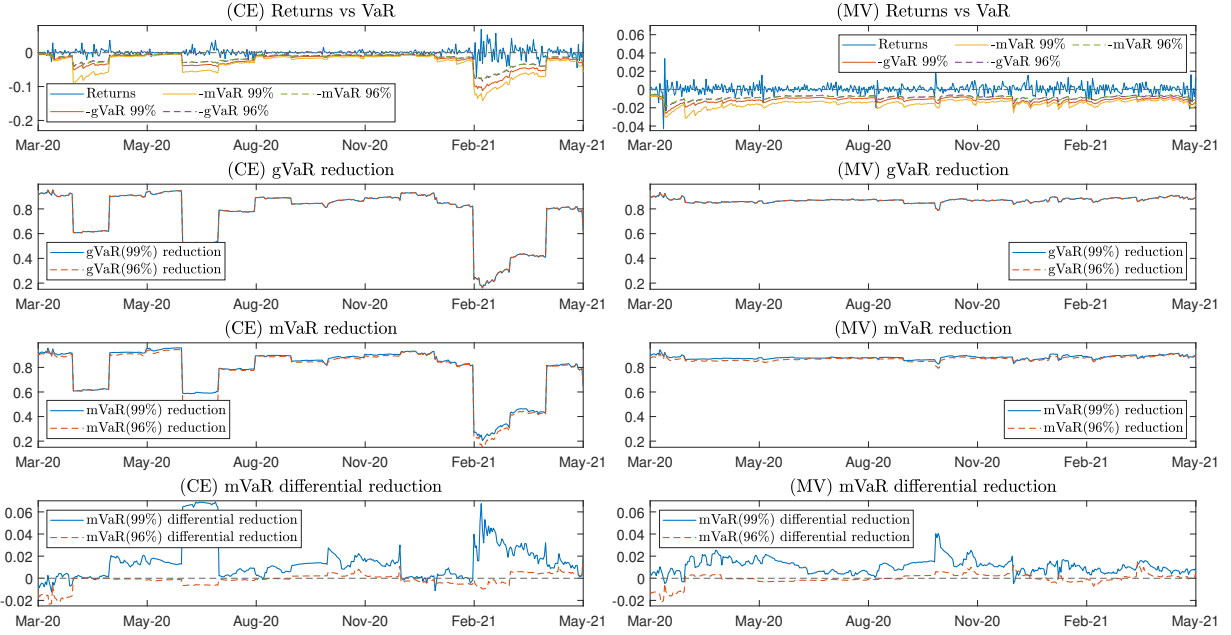 (CE) Returns vs VaR
0
-0.1
-0.2
Returns
-gVaR 99%
-mVaR 99%
-gVaR 96%
-mVaR 96%
Mar-20 May-20 Aug-20 Nov-20 Feb-21 May-21
(MV) Returns vs VaR
0.06
0.04
0.02
0
-0.02
-0.04
Returns
-gVaR 99%
-mVaR 99%
-gVaR 96%
-mVaR 96%
Mar-20 May-20 Aug-20 Nov-20 Feb-21 May-21
(CE) gVaR reduction
0.8
0.6
0.4
0.2
gVaR(99%) reduction
gVaR(96%) reduction
Mar-20 May-20 Aug-20 Nov-20 Feb-21 May-21
(MV) gVaR reduction
0.8
0.6
0.4
0.2
gVaR(99%) reduction
gVaR(96%) reduction
Mar-20 May-20 Aug-20 Nov-20 Feb-21 May-21
(CE) mVaR reduction
0.8
0.6
0.4
0.2
mVaR(99%) reduction
mVaR(96%) reduction
Mar-20 May-20 Aug-20 Nov-20 Feb-21 May-21
(MV) mVaR reduction
0.8
0.6
0.4
0.2
mVaR(99%) reduction
mVaR(96%) reduction
Mar-20 May-20 Aug-20 Nov-20 Feb-21 May-21
(CE) mVaR differential reduction
0.06
0.04
0.02
0
-0.02
mVaR(99%) differential reduction
mVaR(96%) differential reduction
Mar-20 May-20 Aug-20 Nov-20 Feb-21 May-21
(MV) mVaR differential reduction
0.06
0.04
0.02
0
-0.02
mVaR(99%) differential reduction
mVaR(96%) differential reduction
Mar-20 May-20 Aug-20 Nov-20 Feb-21 May-21